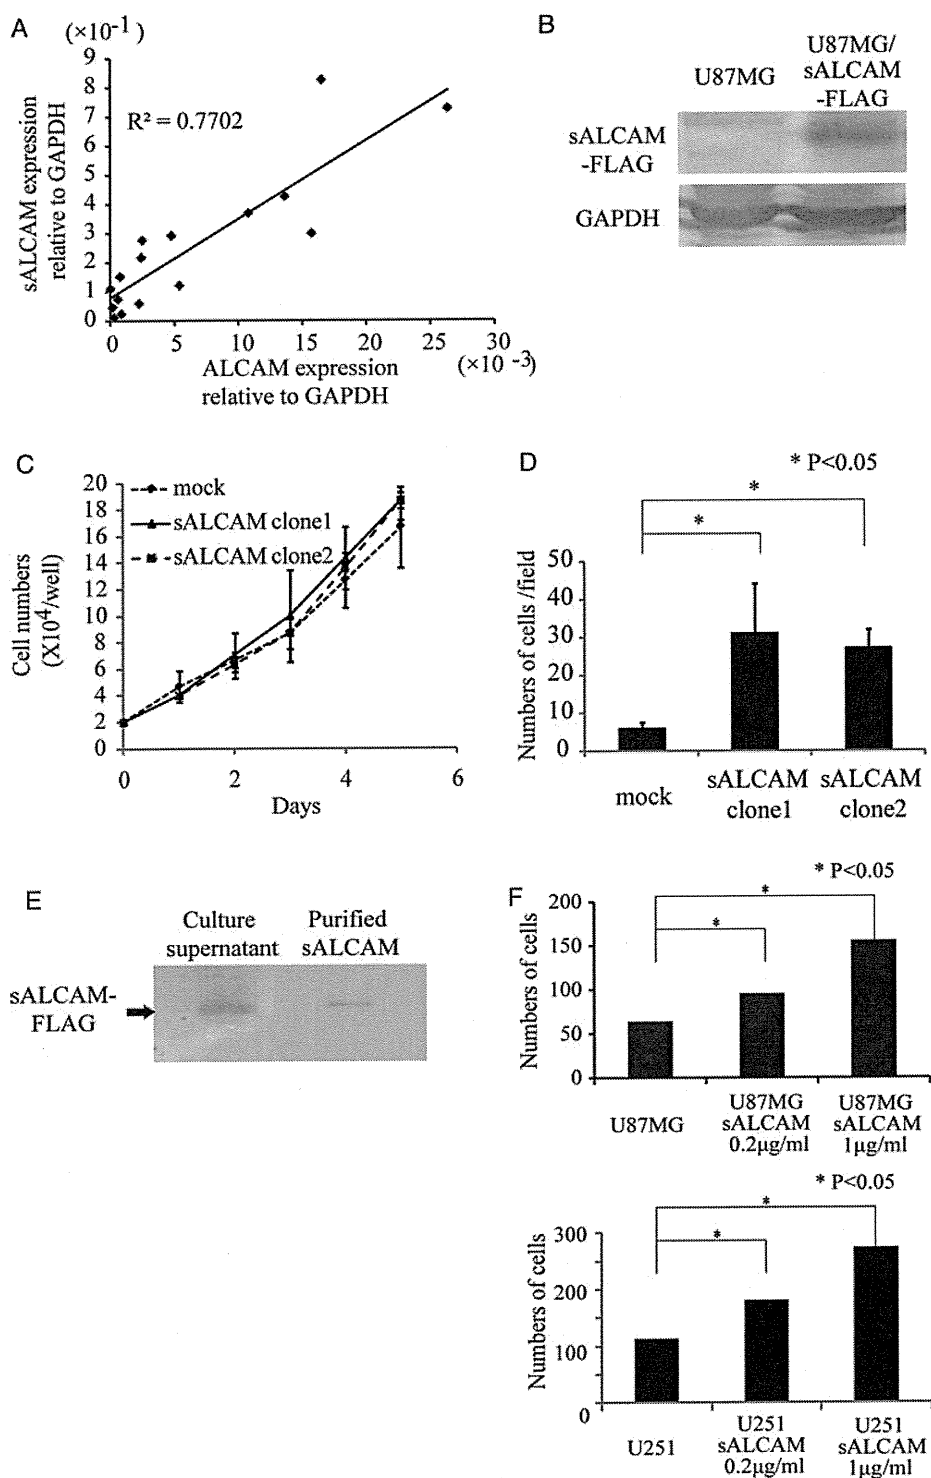 A
(×10⁻¹)
9
8
7
6
5
4
3
2
1
0
R² = 0.7702
sALCAM expression
relative to GAPDH
0 5 10 15 20 25 30
ALCAM expression
relative to GAPDH
(×10 ⁻³)
B
U87MG
U87MG/
sALCAM
-FLAG
sALCAM
-FLAG
GAPDH
C
20
18
16
14
12
10
8
6
4
2
0
mock
sALCAM clone1
sALCAM clone2
Cell numbers
(X10⁴/well)
0 2 4 6
Days
D
* P<0.05
*
*
50
40
30
20
10
0
Numbers of cells /field
mock
sALCAM
clone1
sALCAM
clone2
E
Culture
supernatant
Purified
sALCAM
sALCAM-
FLAG
F
* P<0.05
*
*
200
150
100
50
0
Numbers of cells
U87MG
U87MG
sALCAM
0.2µg/ml
U87MG
sALCAM
1µg/ml
* P<0.05
*
*
300
200
100
0
Numbers of cells
U251
U251
sALCAM
0.2µg/ml
U251
sALCAM
1µg/ml